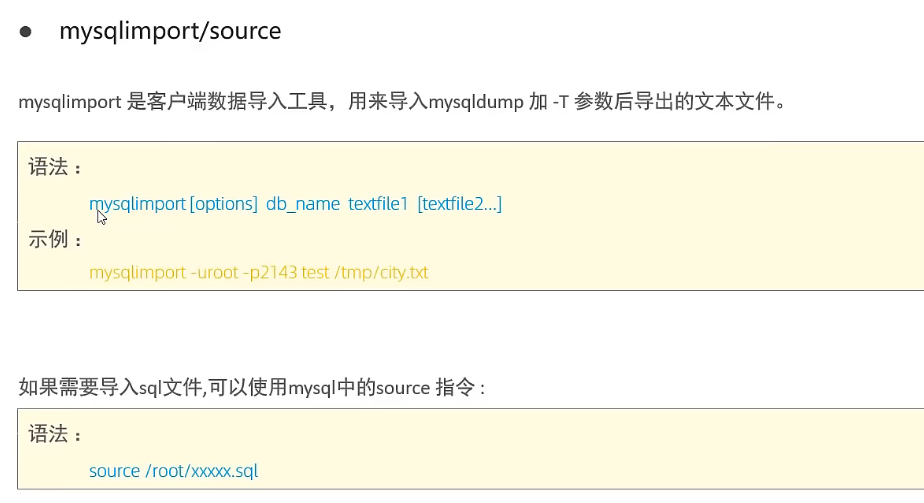 ● mysqlimport/source
mysqlimport 是客户端数据导入工具，用来导入mysqldump 加 -T 参数后导出的文本文件。
语法：
mysqlimport [options] db_name textfile1 [textfile2...]
示例：
mysqlimport -uroot -p2143 test /tmp/city.txt
如果需要导入sql文件,可以使用mysql中的source 指令 :
语法：
source /root/xxxxx.sql